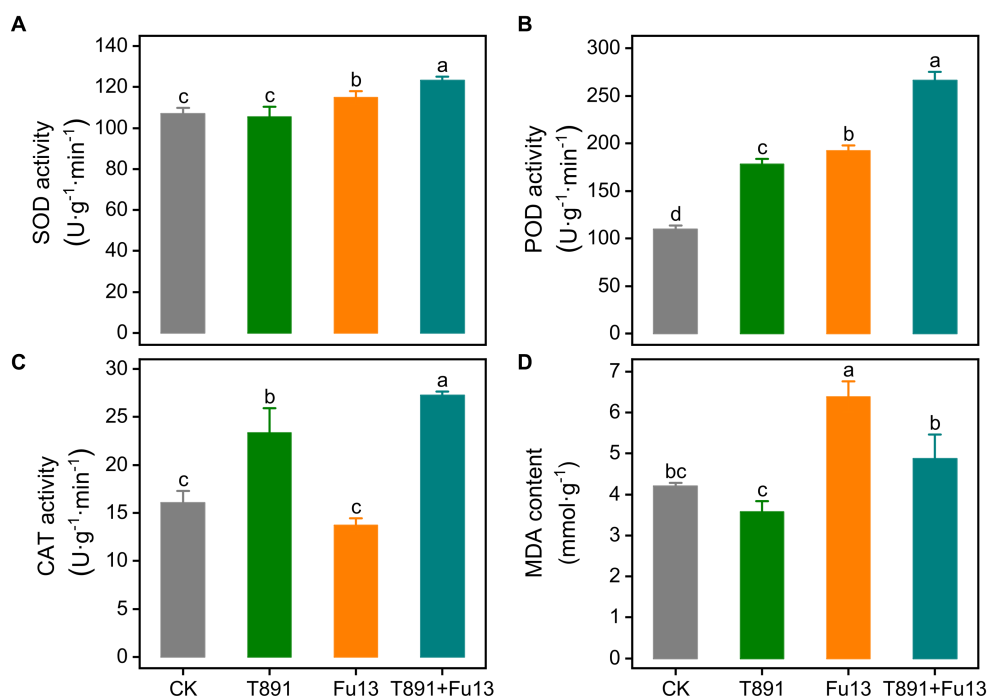 A
SOD activity
(U·g⁻¹·min⁻¹)
140
120
100
80
60
40
20
0
c
c
b
a
B
POD activity
(U·g⁻¹·min⁻¹)
300
250
200
150
100
50
0
d
c
b
a
C
CAT activity
(U·g⁻¹·min⁻¹)
30
25
20
15
10
5
0
c
b
c
a
CK
T891
Fu13
T891+Fu13
D
MDA content
(mmol·g⁻¹)
7
6
5
4
3
2
1
0
bc
c
a
b
CK
T891
Fu13
T891+Fu13